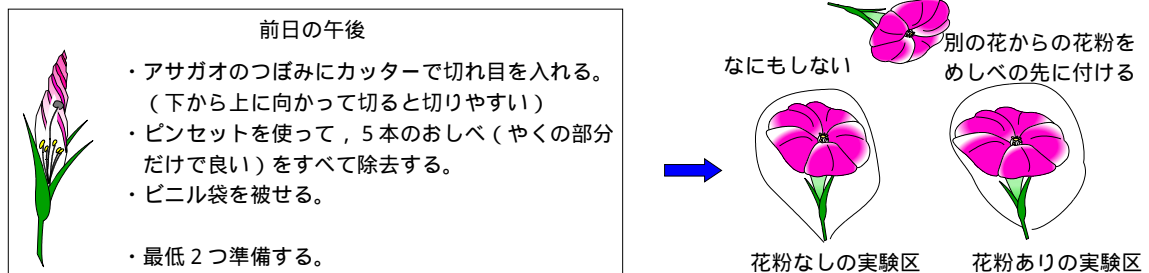 前日の午後
・アサガオのつぼみにカッターで切れ目を入れる。
（下から上に向かって切ると切りやすい）
・ピンセットを使って，５本のおしべ（やくの部分
だけで良い）をすべて除去する。
・ビニル袋を被せる。
・最低２つ準備する。
なにもしない
別の花からの花粉を
めしべの先に付ける
花粉なしの実験区
花粉ありの実験区